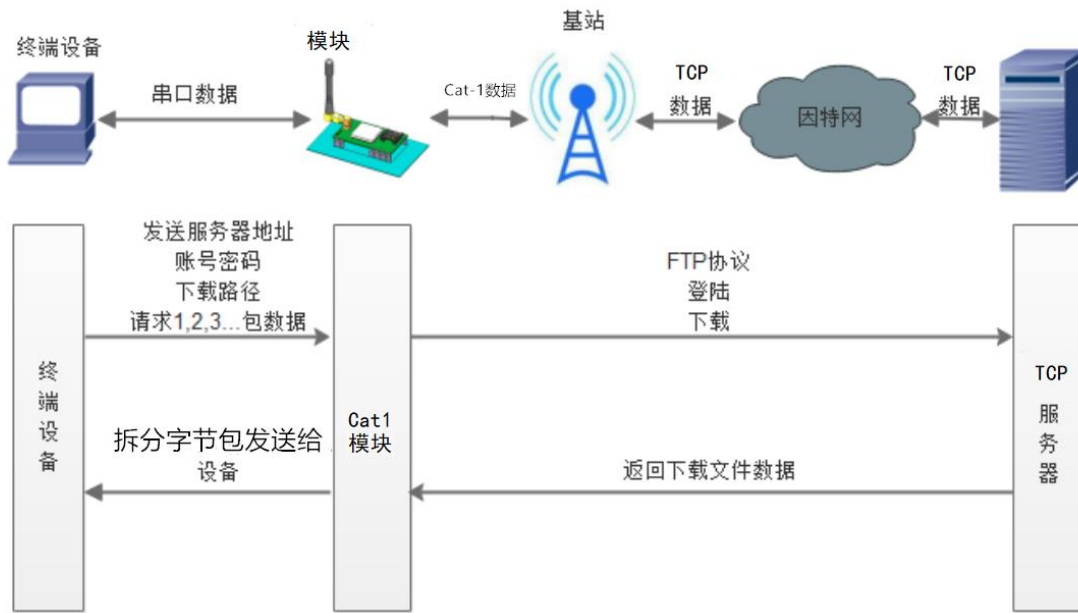 终端设备
模块
基站
串口数据
Cat-1数据
TCP
数据
因特网
TCP
数据
发送服务器地址
账号密码
下载路径
请求1,2,3...包数据
FTP协议
登陆
下载
终端设备
Cat1
模块
TCP
服务器
拆分字节包发送给
设备
返回下载文件数据